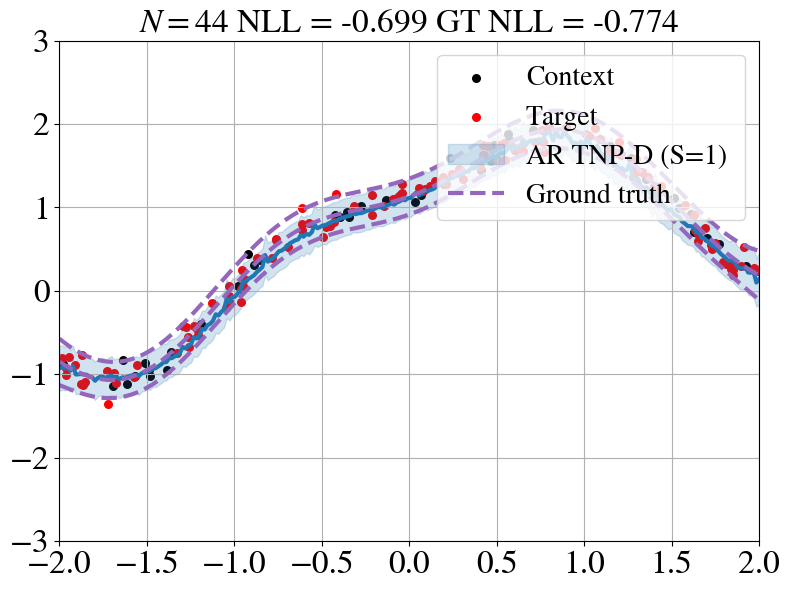 N = 44 NLL = -0.699 GT NLL = -0.774
3
2
1
0
−1
−2
−3
−2.0 −1.5 −1.0 −0.5 0.0 0.5 1.0 1.5 2.0
Context
Target
AR TNP-D (S=1)
Ground truth